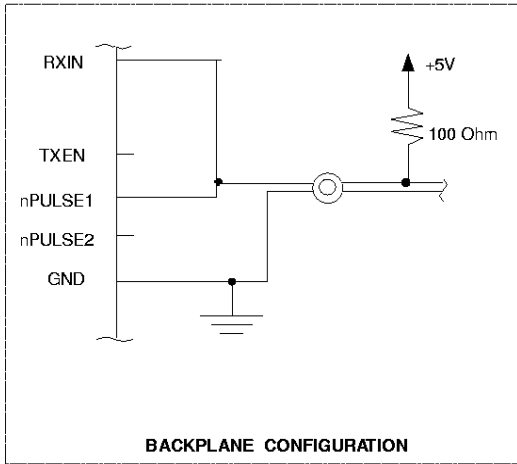 RXIN
+5V
100 Ohm
TXEN
nPULSE1
nPULSE2
GND
BACKPLANE CONFIGURATION